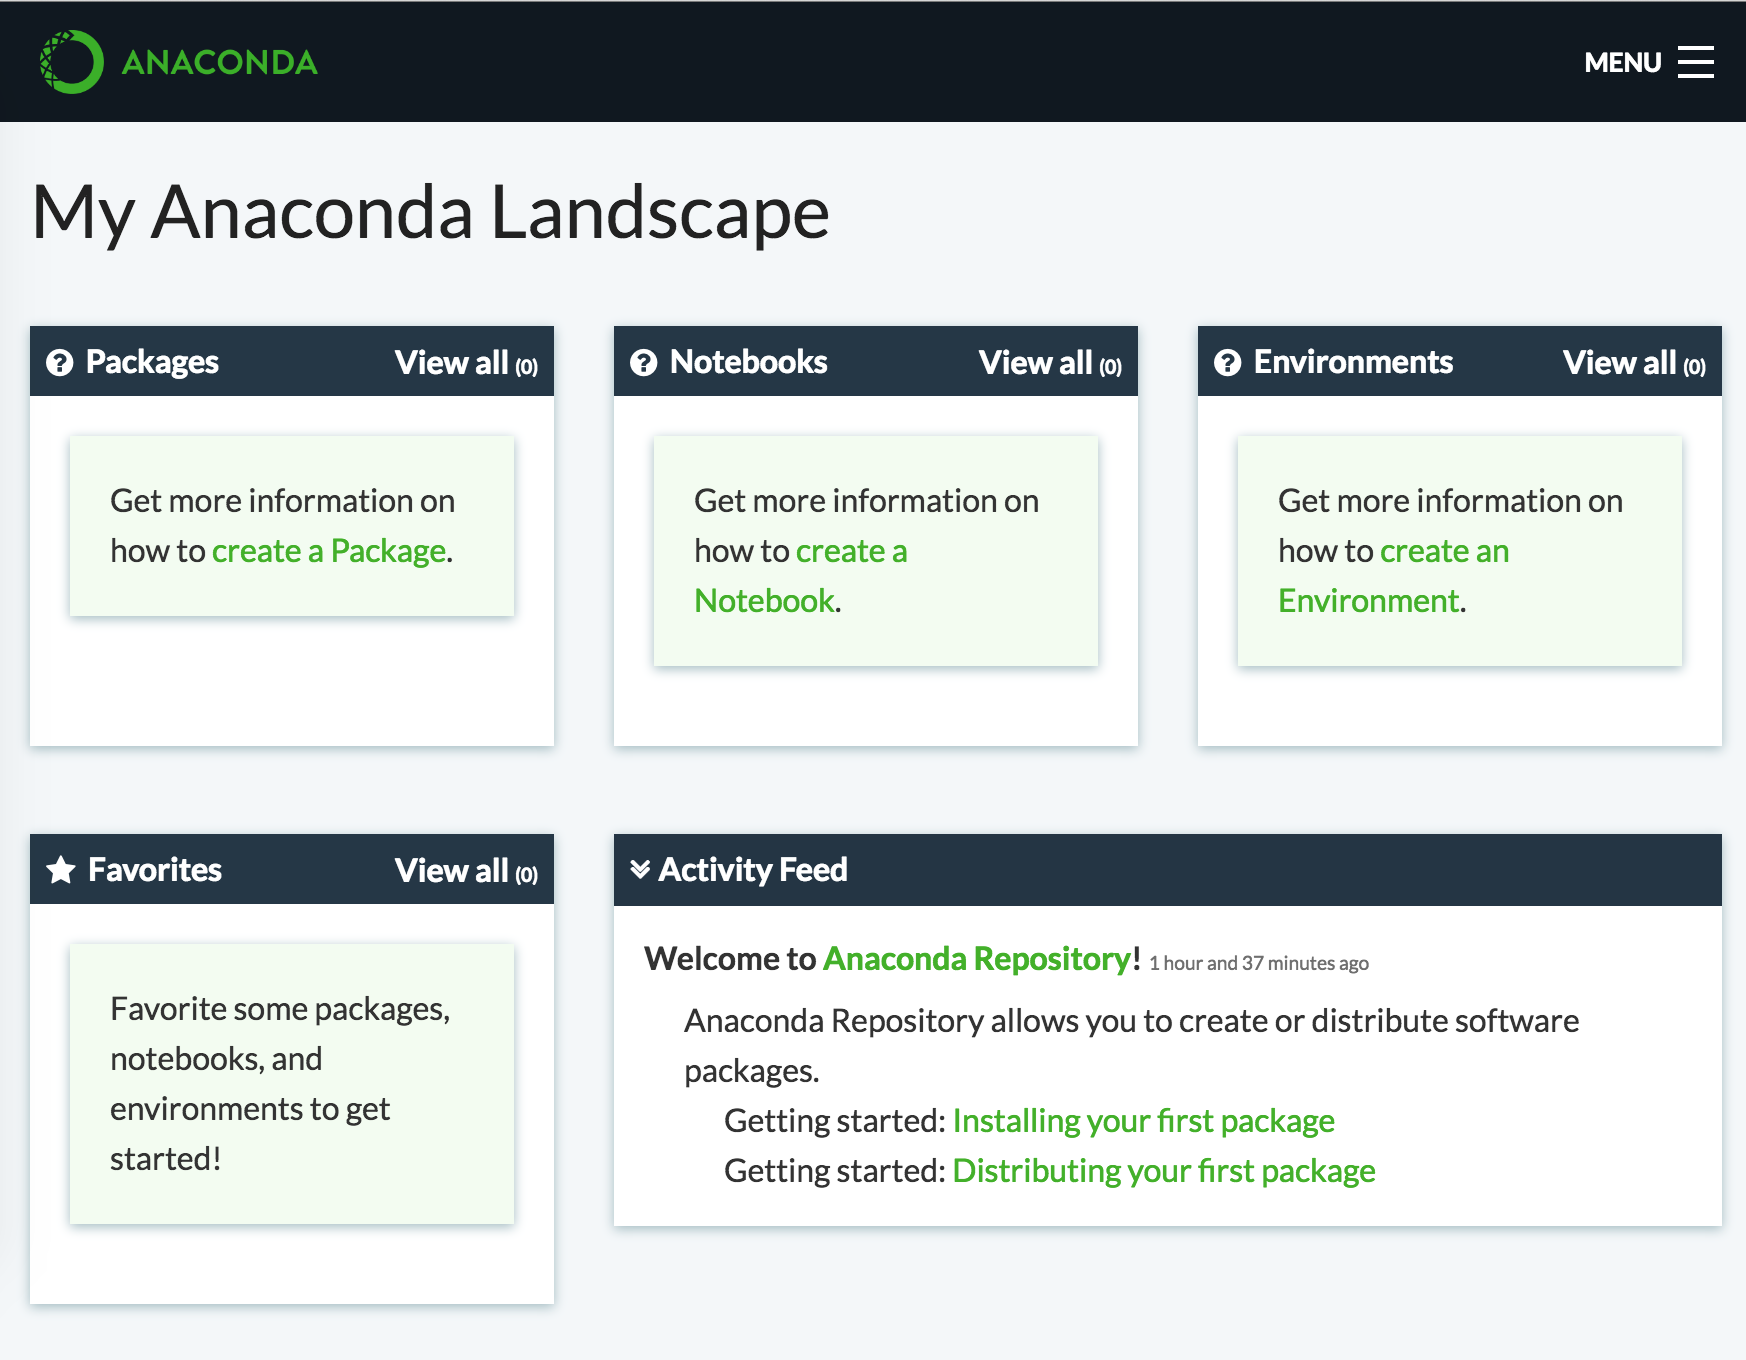 ANACONDA
MENU
My Anaconda Landscape
Packages View all (0)
Get more information on
how to create a Package.
Notebooks View all (0)
Get more information on
how to create a
Notebook.
Environments View all (0)
Get more information on
how to create an
Environment.
Favorites View all (0)
Favorite some packages,
notebooks, and
environments to get
started!
Activity Feed
Welcome to Anaconda Repository! 1 hour and 37 minutes ago
Anaconda Repository allows you to create or distribute software
packages.
Getting started: Installing your first package
Getting started: Distributing your first package